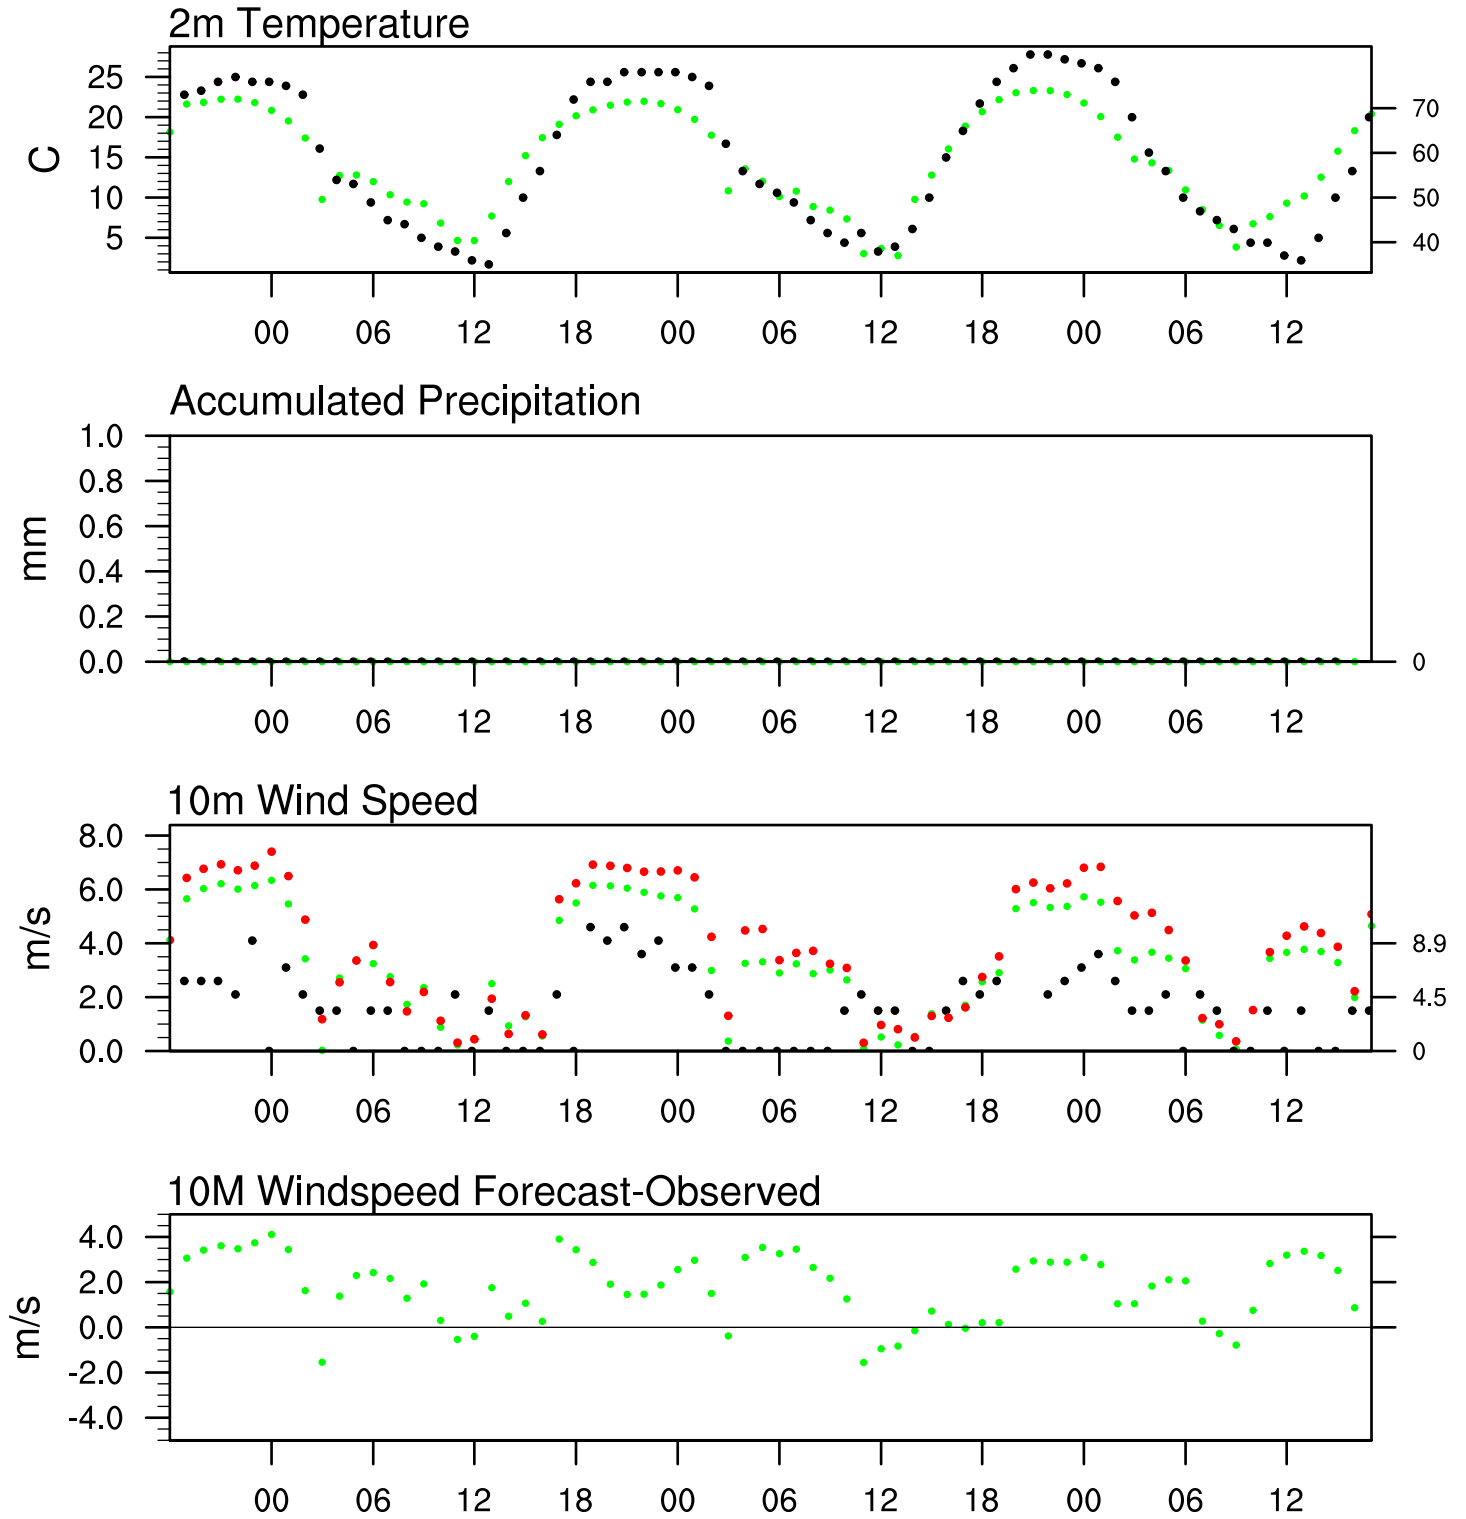 2m Temperature
25
20
15
10
5
C
70
60
50
40
00 06 12 18 00 06 12 18 00 06 12
Accumulated Precipitation
1.0
0.8
0.6
0.4
0.2
0.0
mm
0
00 06 12 18 00 06 12 18 00 06 12
10m Wind Speed
8.0
6.0
4.0
2.0
0.0
m/s
8.9
4.5
0
00 06 12 18 00 06 12 18 00 06 12
10M Windspeed Forecast-Observed
4.0
2.0
0.0
-2.0
-4.0
m/s
00 06 12 18 00 06 12 18 00 06 12